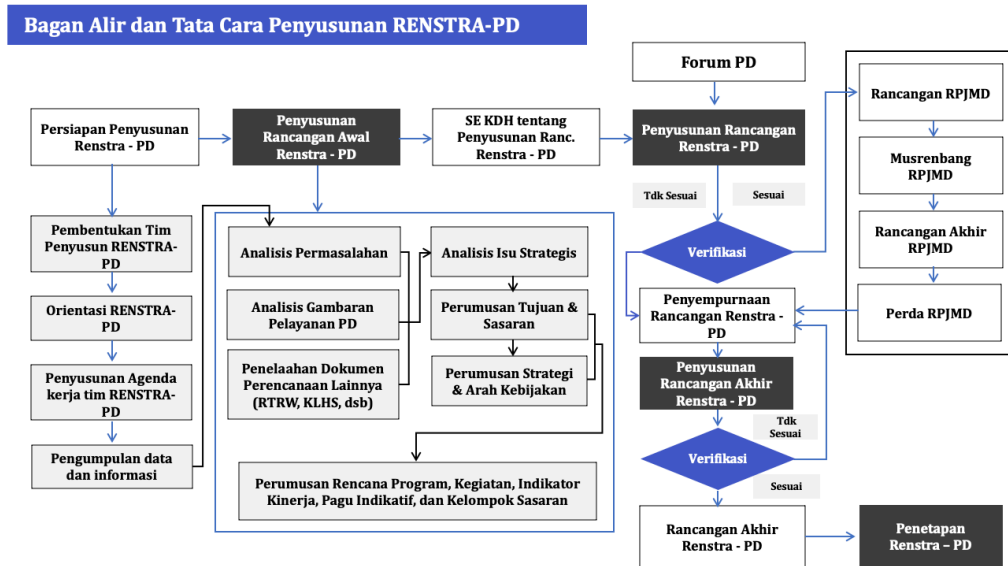 Bagan Alir dan Tata Cara Penyusunan RENSTRA-PD
Persiapan Penyusunan
Renstra - PD
Penyusunan
Rancangan Awal
Renstra - PD
SE KDH tentang
Penyusunan Ranc.
Renstra - PD
Forum PD
Penyusunan Rancangan
Renstra - PD
Tdk Sesuai
Sesuai
Verifikasi
Rancangan RPJMD
Musrenbang
RPJMD
Rancangan Akhir
RPJMD
Perda RPJMD
Pembentukan Tim
Penyusun RENSTRA-
PD
Orientasi RENSTRA-
PD
Penyusunan Agenda
kerja tim RENSTRA-
PD
Pengumpulan data
dan informasi
Analisis Permasalahan
Analisis Gambaran
Pelayanan PD
Penelaahan Dokumen
Perencanaan Lainnya
(RTRW, KLHS, dsb)
Analisis Isu Strategis
Perumusan Tujuan &
Sasaran
Perumusan Strategi
& Arah Kebijakan
Perumusan Rencana Program, Kegiatan, Indikator
Kinerja, Pagu Indikatif, dan Kelompok Sasaran
Penyempurnaan
Rancangan Renstra -
PD
Penyusunan
Rancangan Akhir
Renstra - PD
Tdk
Sesuai
Verifikasi
Sesuai
Rancangan Akhir
Renstra - PD
Penetapan
Renstra – PD